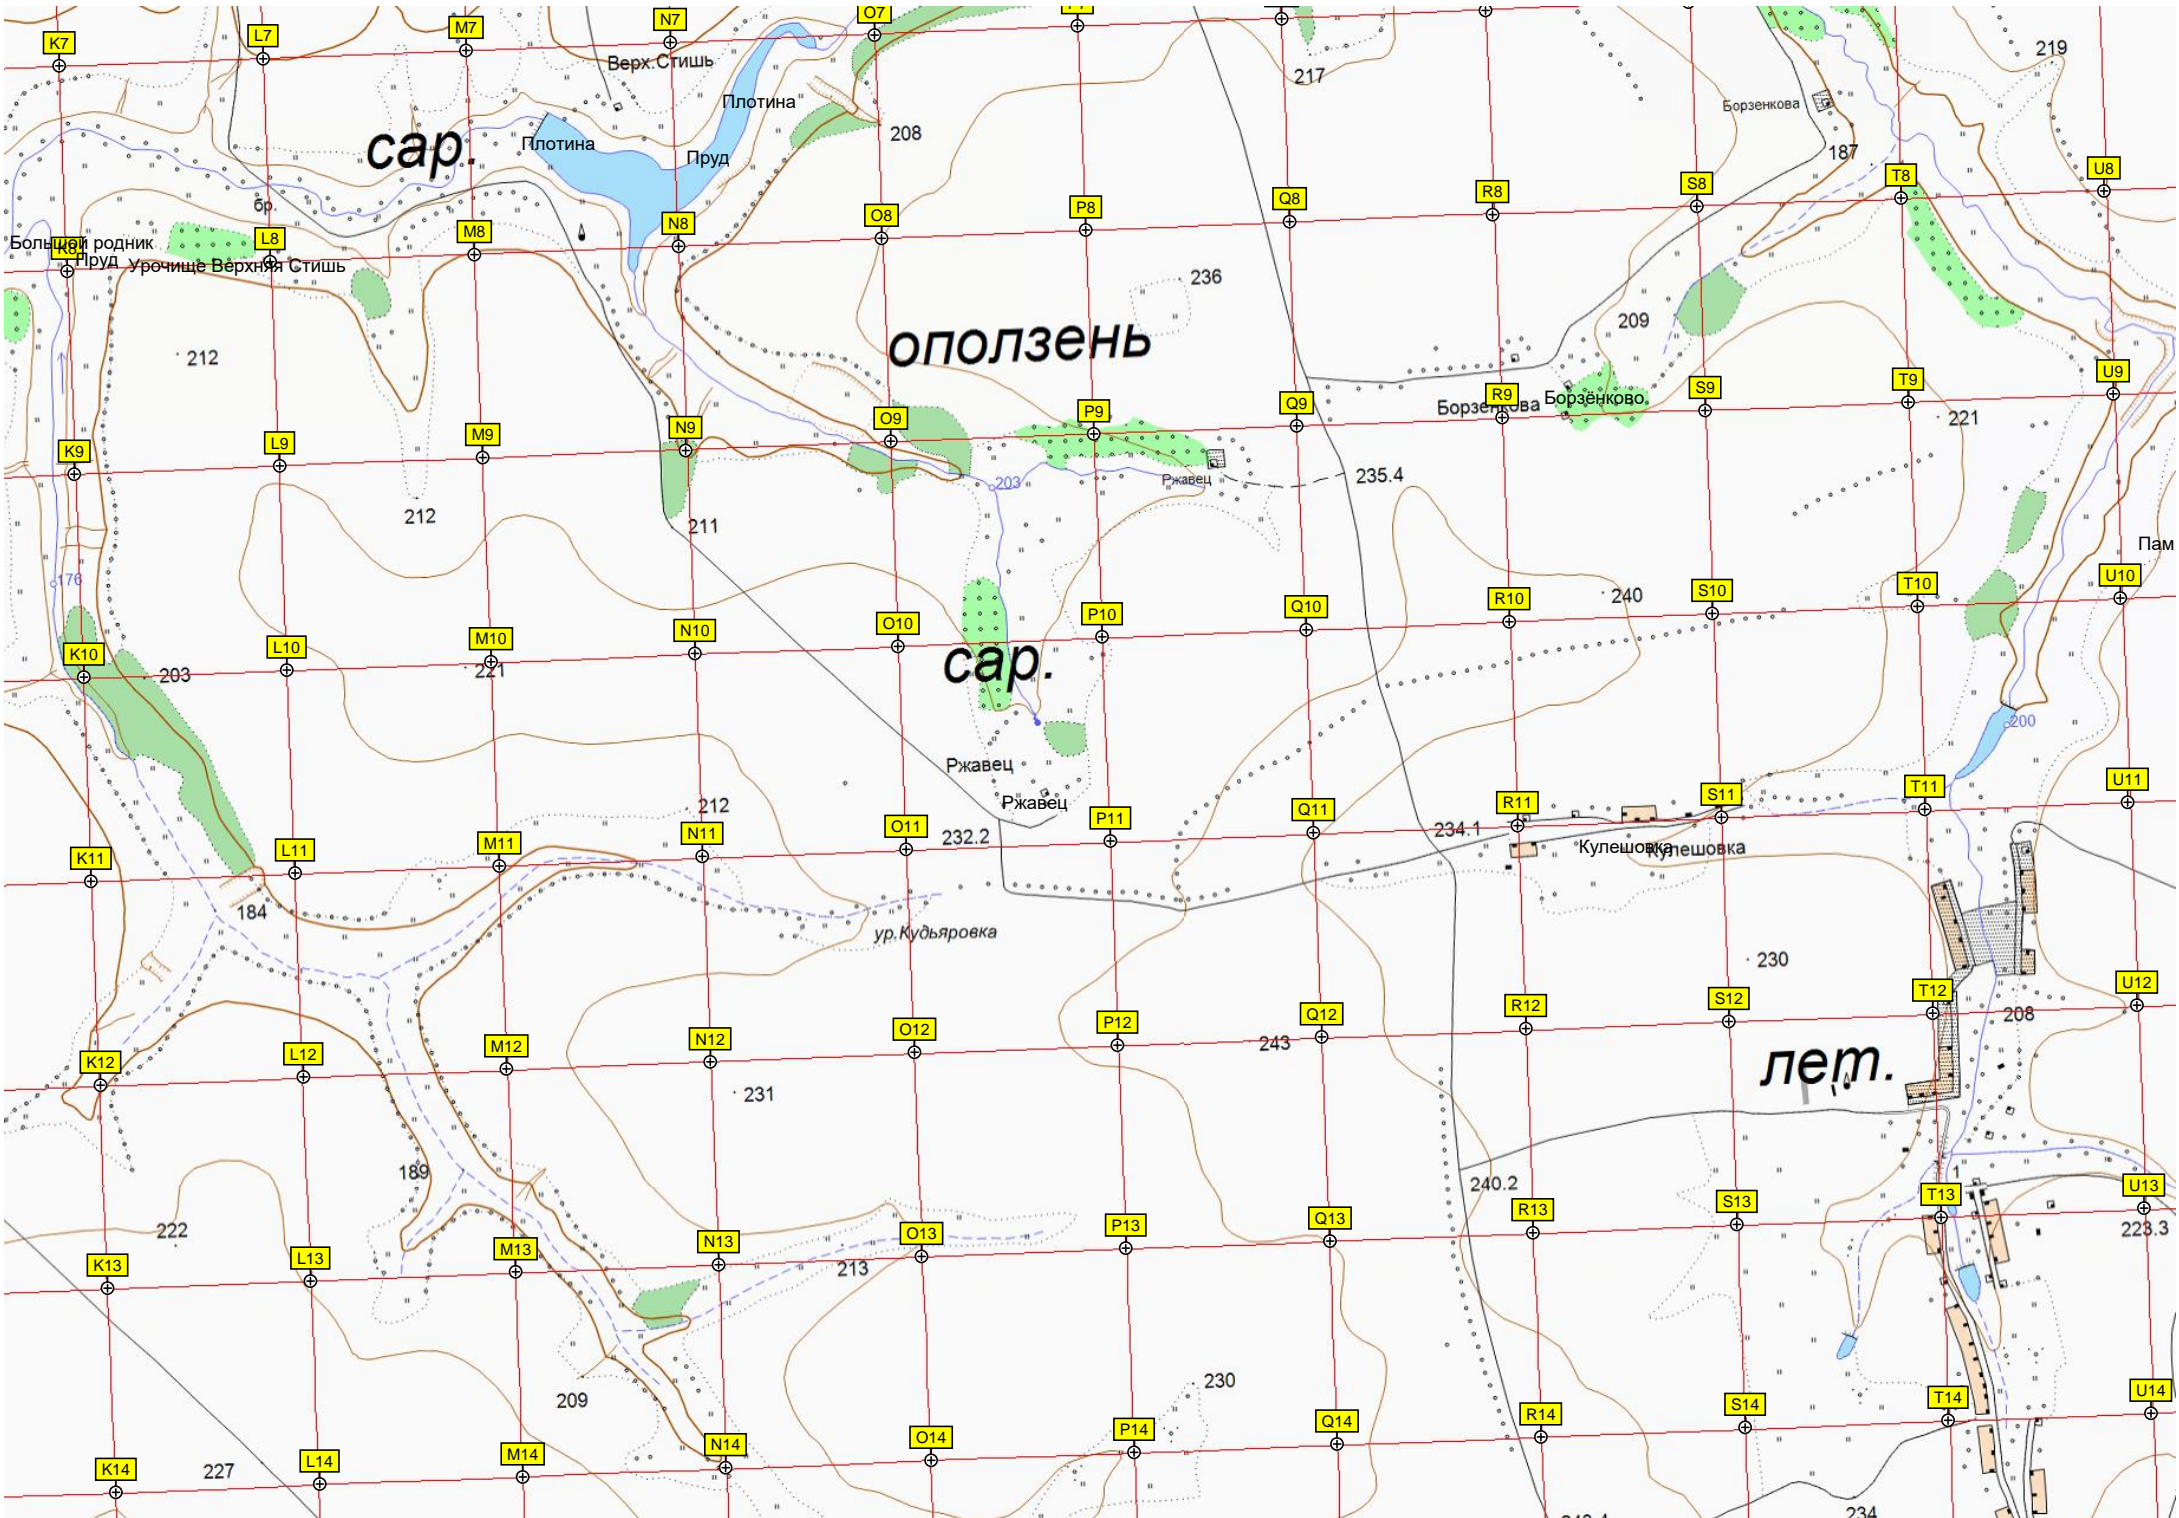 K7
L7
M7
N7
O7
219
Верх.Стишь
217
Плотина
Борзенкова
208
сар.
Плотина
Пруд
187
T8
U8
S8
R8
Q8
P8
O8
N8
M8
L8
бр.
Большой родник
K8
Пруд
Урочище Верхняя Стишь
236
209
оползень
212
U9
T9
S9
R9
Q9
P9
O9
N9
M9
L9
K9
Борзенкова
Борзёнково
221
235.4
203
Ржавец
212
211
Пам
176
U10
T10
S10
R10
Q10
P10
O10
N10
M10
L10
K10
240
сар.
203
221
200
Ржавец
Ржавец
212
U11
T11
S11
R11
Q11
P11
O11
N11
M11
L11
K11
234.1
232.2
Кулешовка
Кулешовка
184
ур.Кудьяровка
230
U12
T12
S12
R12
Q12
P12
O12
N12
M12
L12
K12
208
243
лет.
231
189
240.2
1
U13
T13
S13
R13
Q13
P13
O13
N13
M13
L13
K13
222
223.3
213
230
209
U14
T14
S14
R14
Q14
P14
O14
N14
M14
L14
K14
227
234